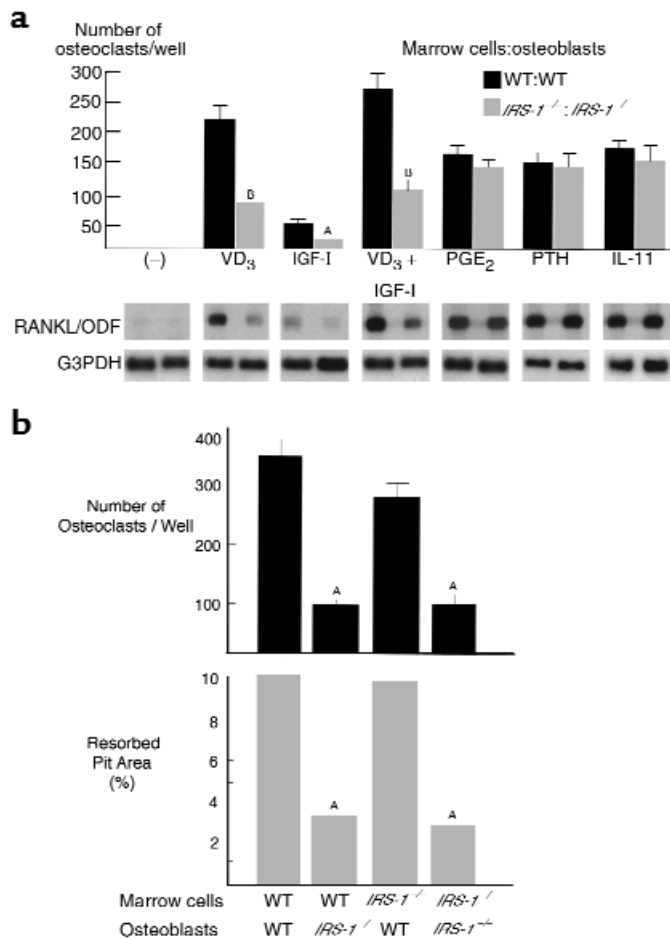 a
Number of
osteoclasts/well
Marrow cells:osteoblasts
WT:WT
IRS-1⁻/⁻:IRS-1⁻/⁻
300
250
200
150
100
50
B
A
B
(–) VD₃ IGF-I VD₃ + PGE₂ PTH IL-11
IGF-I
RANKL/ODF
G3PDH
b
Number of
Osteoclasts / Well
400
300
200
100
A
A
Resorbed
Pit Area
(%)
10
8
6
4
2
A
A
Marrow cells WT WT IRS-1⁻/ IRS-1⁻/
Osteoblasts WT IRS-1⁻/ WT IRS-1⁻/⁻